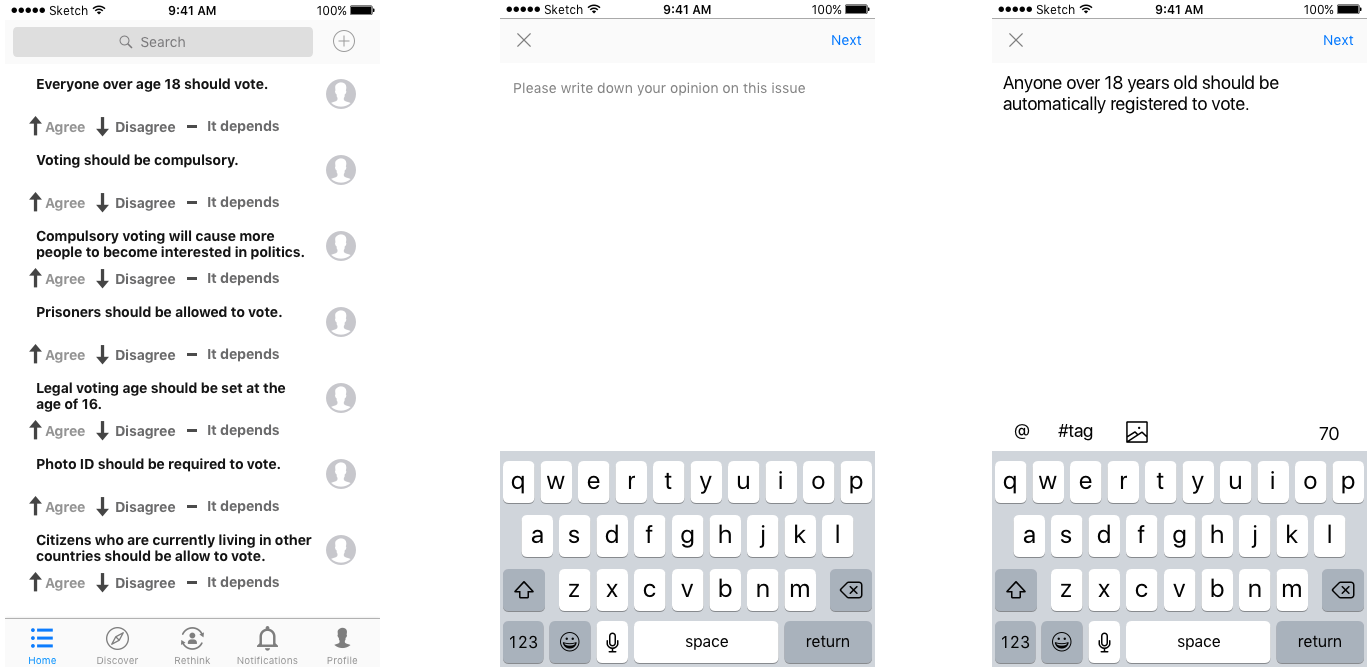 Sketch 9:41 AM 100%
Search
Everyone over age 18 should vote.
Agree Disagree It depends
Voting should be compulsory.
Agree Disagree It depends
Compulsory voting will cause more
people to become interested in politics.
Agree Disagree It depends
Prisoners should be allowed to vote.
Agree Disagree It depends
Legal voting age should be set at the
age of 16.
Agree Disagree It depends
Photo ID should be required to vote.
Agree Disagree It depends
Citizens who are currently living in other
countries should be allow to vote.
Agree Disagree It depends
Home Discover Rethink Notifications Profile
Sketch 9:41 AM 100%
Next
Please write down your opinion on this issue
q w e r t y u i o p
a s d f g h j k l
z x c v b n m
123 space return
Sketch 9:41 AM 100%
Next
Anyone over 18 years old should be
automatically registered to vote.
@ #tag 70
q w e r t y u i o p
a s d f g h j k l
z x c v b n m
123 space return